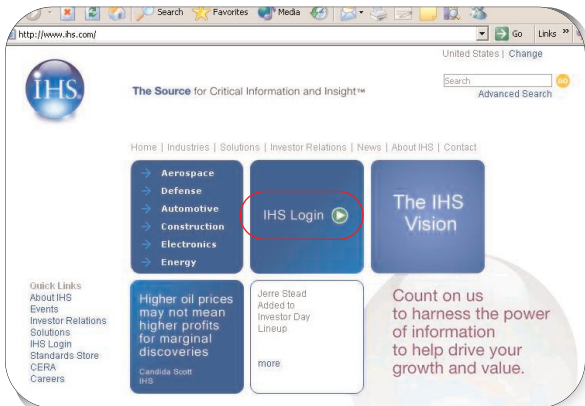 Search Favorites Media
http://www.ihs.com/ Go Links »
United States | Change
IHS
The Source for Critical Information and Insight™
Search GO
Advanced Search
Home | Industries | Solutions | Investor Relations | News | About IHS | Contact
Aerospace
Defense
Automotive
Construction
Electronics
Energy
IHS Login
The IHS
Vision
Quick Links
About IHS
Events
Investor Relations
Solutions
IHS Login
Standards Store
CERA
Careers
Higher oil prices
may not mean
higher profits
for marginal
discoveries
Candida Scott
IHS
Jerre Stead
Added to
Investor Day
Lineup
more
Count on us
to harness the power
of information
to help drive your
growth and value.